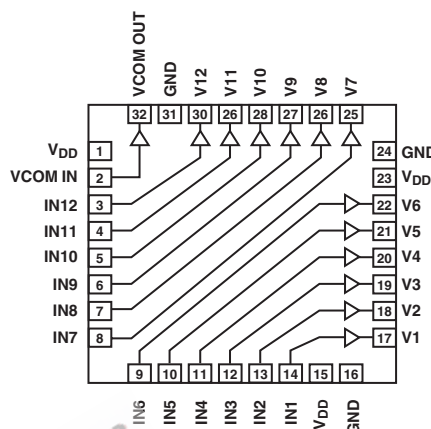 VCOM OUT
GND
V12
V11
V10
V9
V8
V7
32 31 30 26 28 27 26 25
VDD 1
VCOM IN 2
IN12 3
IN11 4
IN10 5
IN9 6
IN8 7
IN7 8
24 GND
23 VDD
22 V6
21 V5
20 V4
19 V3
18 V2
17 V1
9 10 11 12 13 14 15 16
IN6
IN5
IN4
IN3
IN2
IN1
VDD
GND